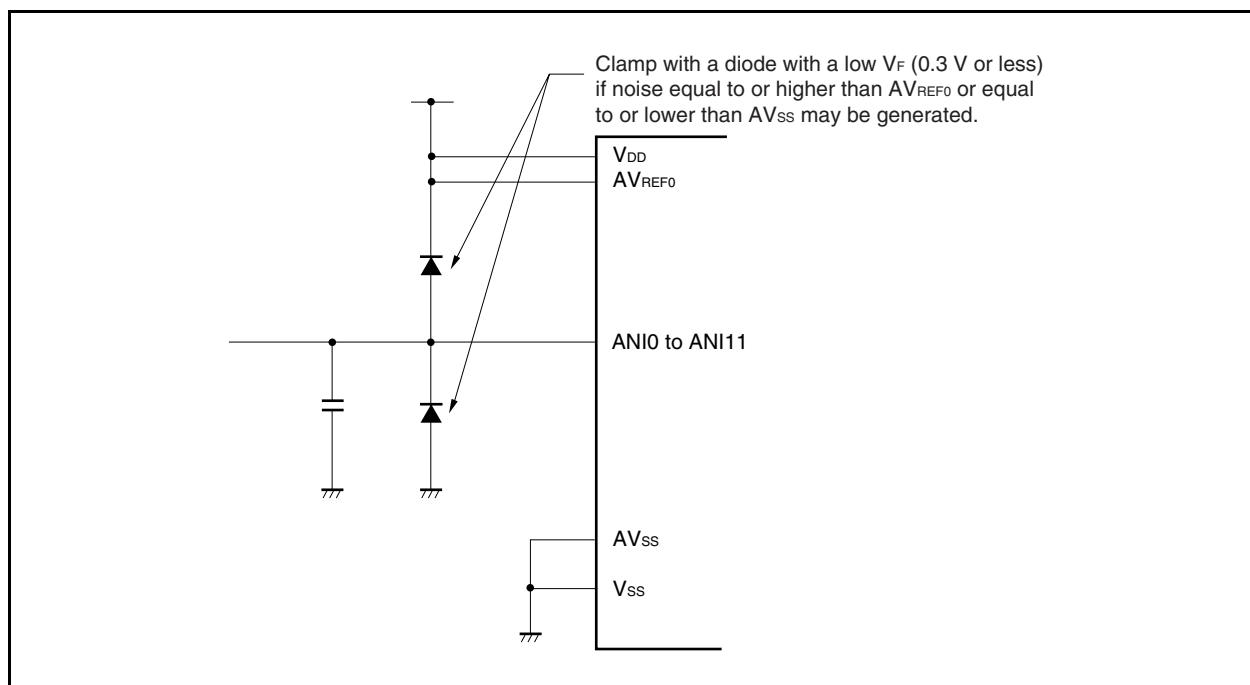 Clamp with a diode with a low VF (0.3 V or less)
if noise equal to or higher than AVREF0 or equal
to or lower than AVSS may be generated.
VDD
AVREF0
ANI0 to ANI11
AVSS
VSS